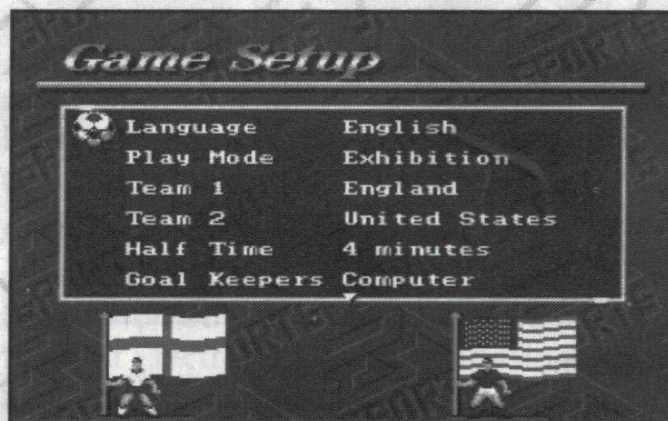 Game Setup
Language English
Play Mode Exhibition
Team 1 England
Team 2 United States
Half Time 4 minutes
Goal Keepers Computer